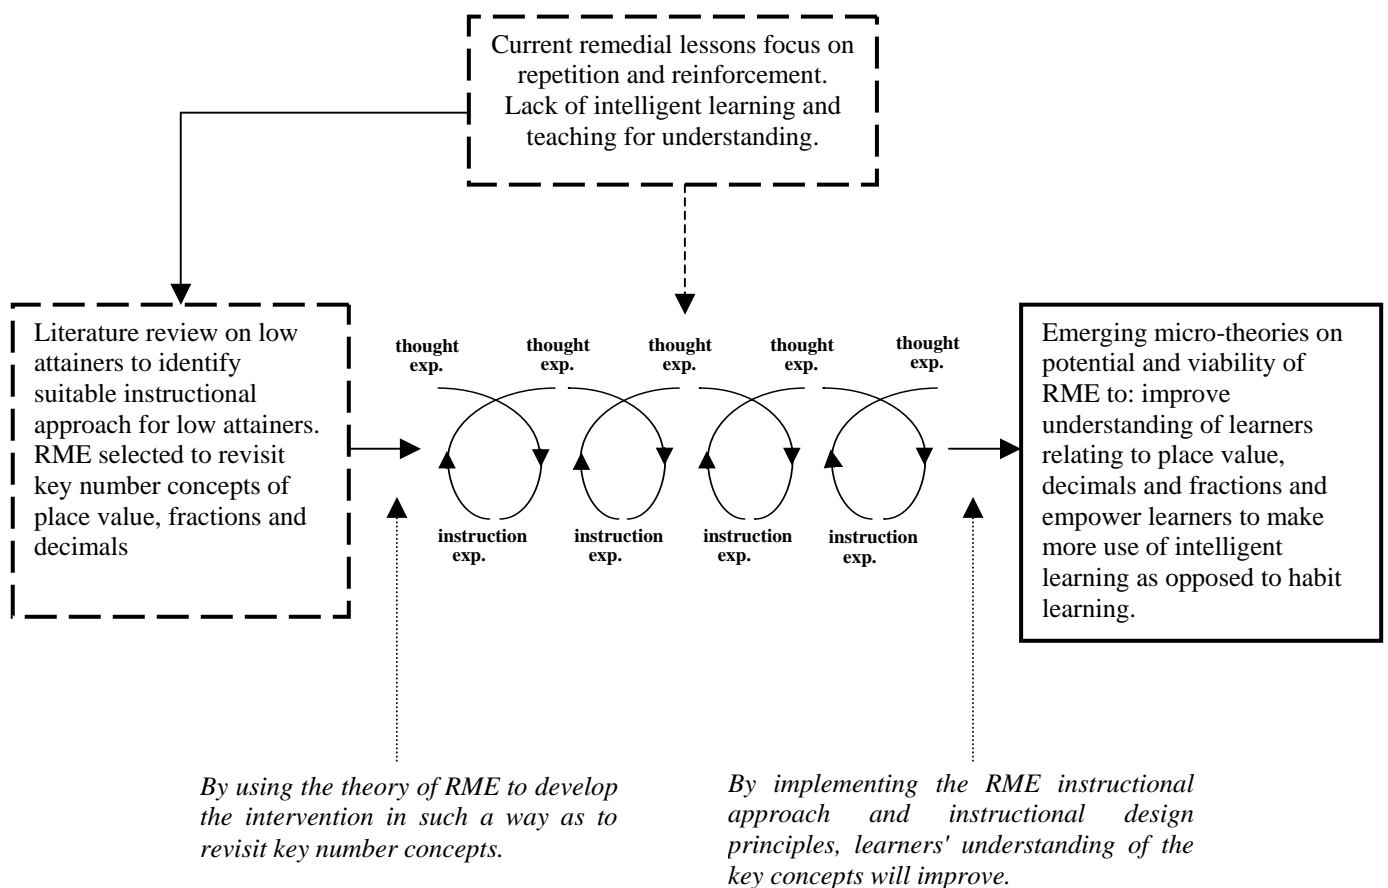 Current remedial lessons focus on
repetition and reinforcement.
Lack of intelligent learning and
teaching for understanding.
Literature review on low
attainers to identify
suitable instructional
approach for low attainers.
RME selected to revisit
key number concepts of
place value, fractions and
decimals
thought
exp.
thought
exp.
thought
exp.
thought
exp.
thought
exp.
instruction
exp.
instruction
exp.
instruction
exp.
instruction
exp.
Emerging micro-theories on
potential and viability of
RME to: improve
understanding of learners
relating to place value,
decimals and fractions and
empower learners to make
more use of intelligent
learning as opposed to habit
learning.
By using the theory of RME to develop
the intervention in such a way as to
revisit key number concepts.
By implementing the RME instructional
approach and instructional design
principles, learners' understanding of the
key concepts will improve.